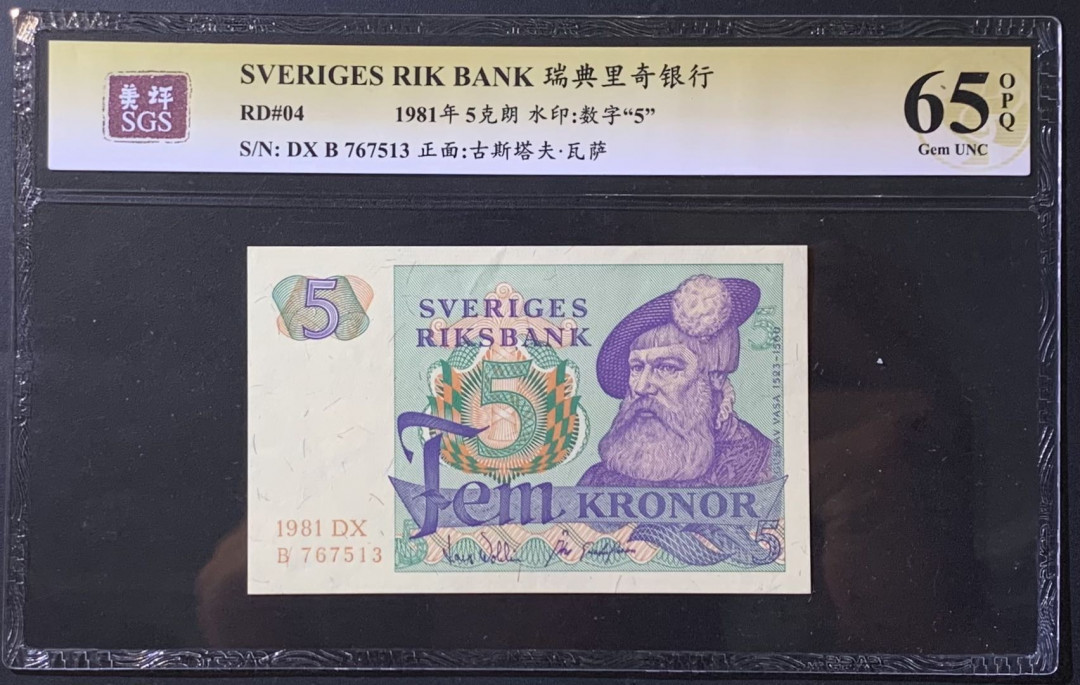 美评
SGS
SVERIGES RIK BANK 瑞典里奇银行
RD#04 1981年 5克朗 水印:数字“5”
S/N: DX B 767513 正面:古斯塔夫·瓦萨
65
OPQ
Gem UNC
5
SVERIGES
RIKSBANK
5
5
GUSTAV VASA 1523-1560
Fem KRONOR
1981 DX
B 767513
5
5